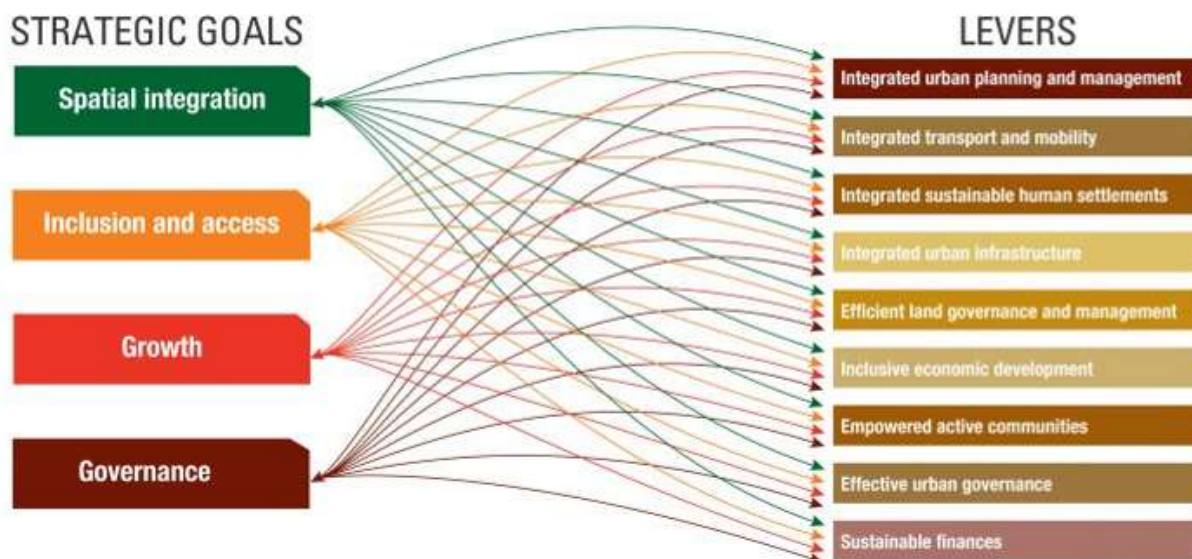 STRATEGIC GOALS
Spatial integration
Inclusion and access
Growth
Governance
LEVERS
Integrated urban planning and management
Integrated transport and mobility
Integrated sustainable human settlements
Integrated urban infrastructure
Efficient land governance and management
Inclusive economic development
Empowered active communities
Effective urban governance
Sustainable finances